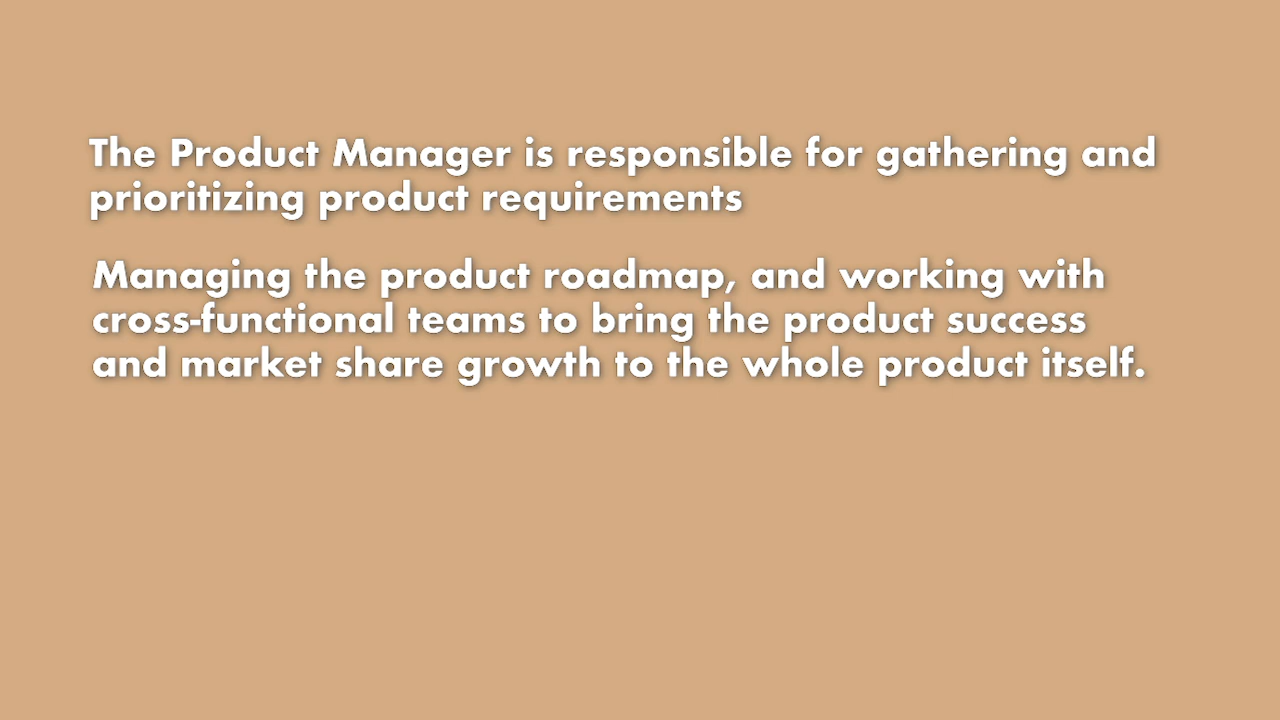 The Product Manager is responsible for gathering and
prioritizing product requirements
Managing the product roadmap, and working with
cross-functional teams to bring the product success
and market share growth to the whole product itself.